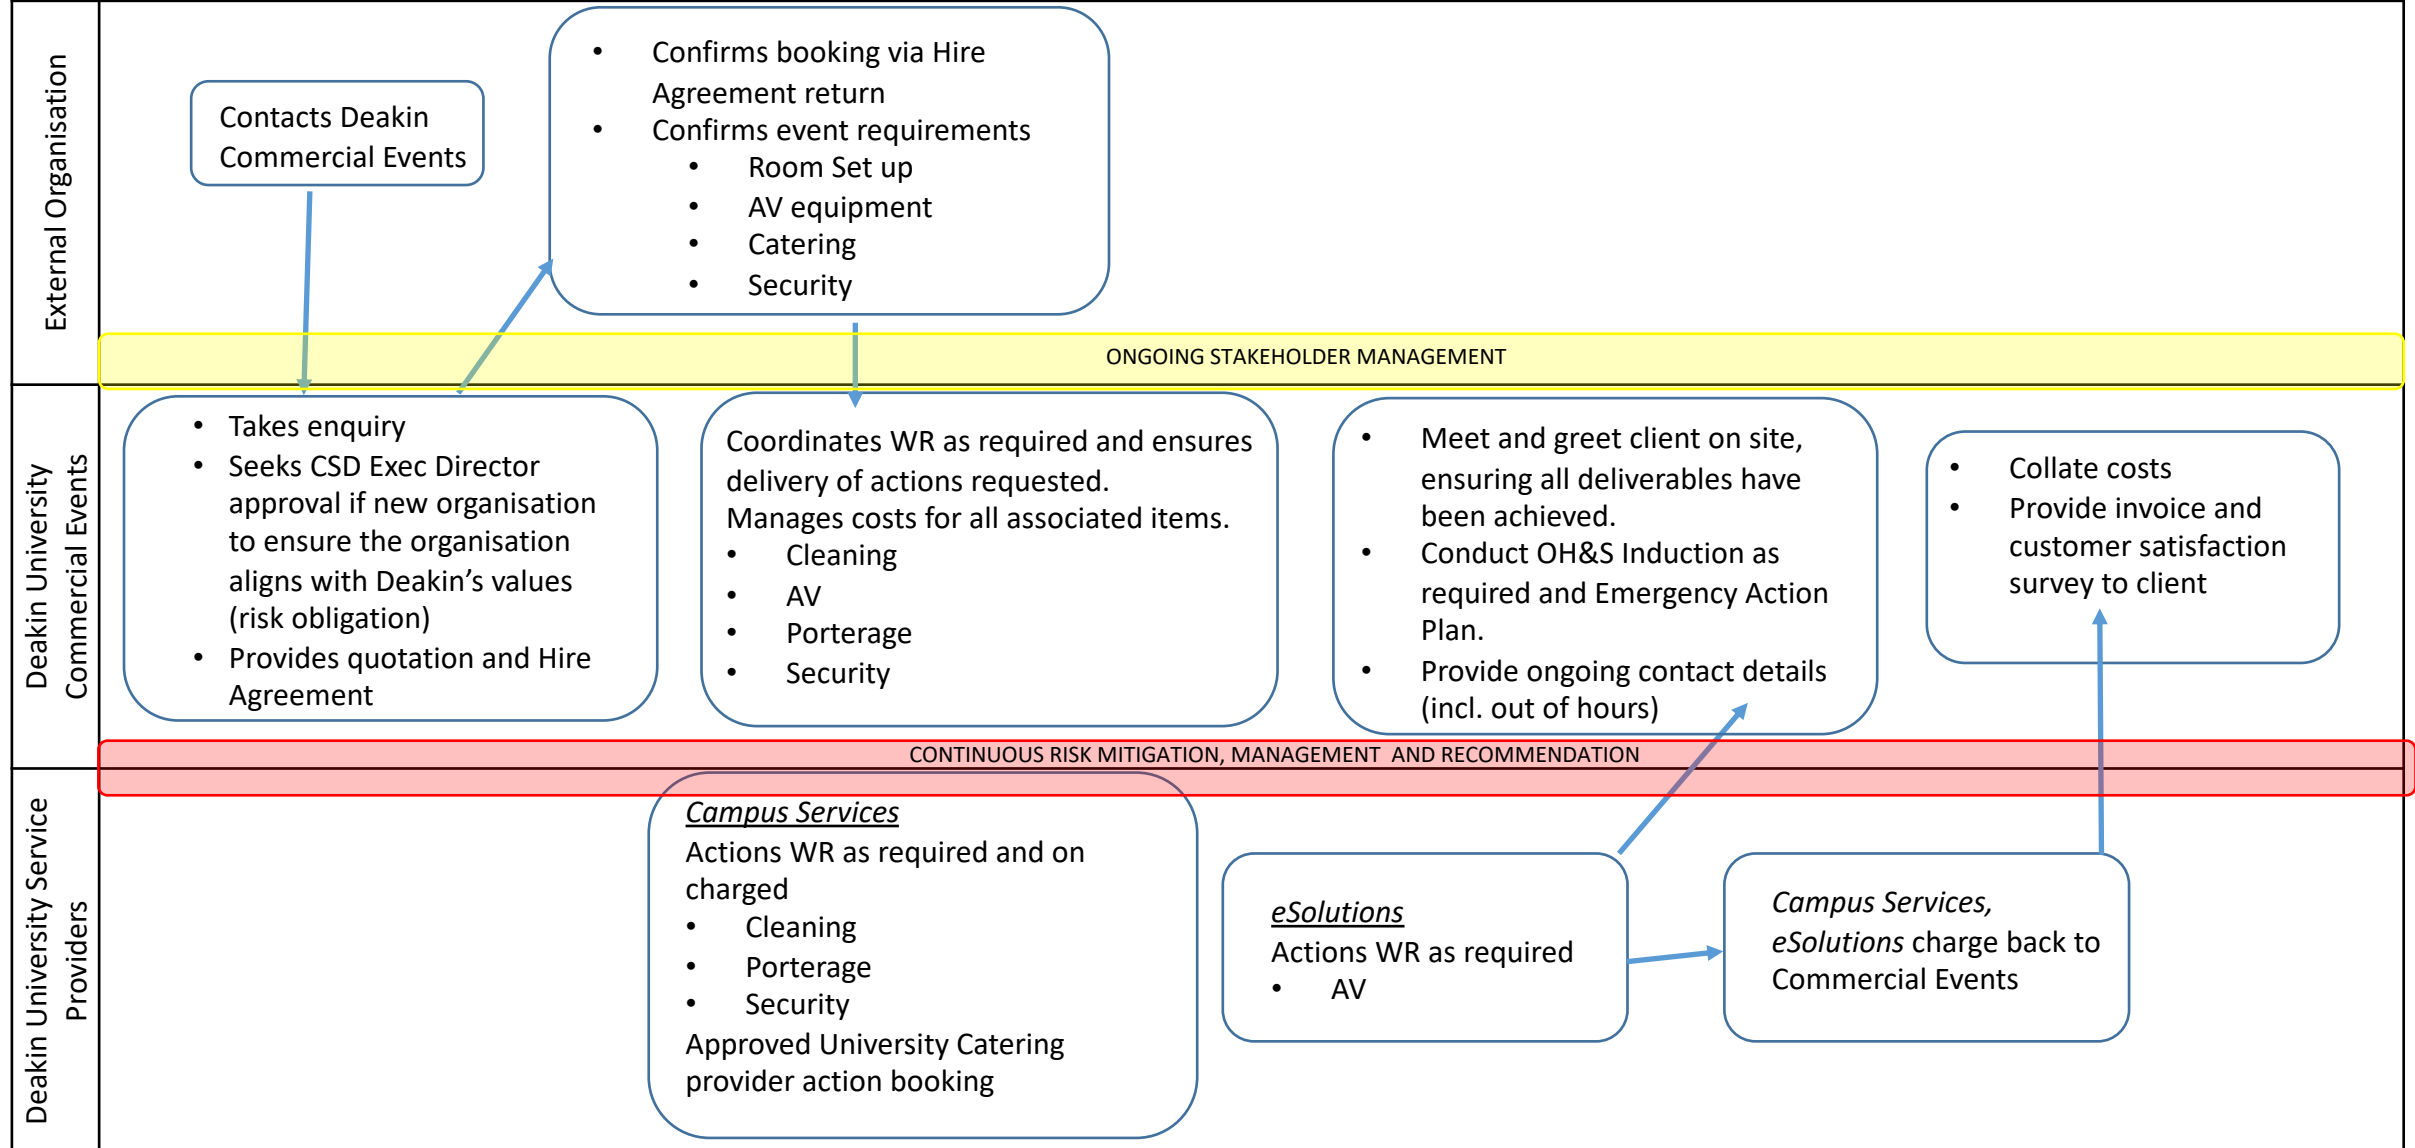 External Organisation
Contacts Deakin
Commercial Events
• Confirms booking via Hire
Agreement return
• Confirms event requirements
• Room Set up
• AV equipment
• Catering
• Security
ONGOING STAKEHOLDER MANAGEMENT
Deakin University
Commercial Events
• Takes enquiry
• Seeks CSD Exec Director
approval if new organisation
to ensure the organisation
aligns with Deakin’s values
(risk obligation)
• Provides quotation and Hire
Agreement
Coordinates WR as required and ensures
delivery of actions requested.
Manages costs for all associated items.
• Cleaning
• AV
• Porterage
• Security
• Meet and greet client on site,
ensuring all deliverables have
been achieved.
• Conduct OH&S Induction as
required and Emergency Action
Plan.
• Provide ongoing contact details
(incl. out of hours)
• Collate costs
• Provide invoice and
customer satisfaction
survey to client
CONTINUOUS RISK MITIGATION, MANAGEMENT AND RECOMMENDATION
Deakin University Service
Providers
Campus Services
Actions WR as required and on
charged
• Cleaning
• Porterage
• Security
Approved University Catering
provider action booking
eSolutions
Actions WR as required
• AV
Campus Services,
eSolutions charge back to
Commercial Events